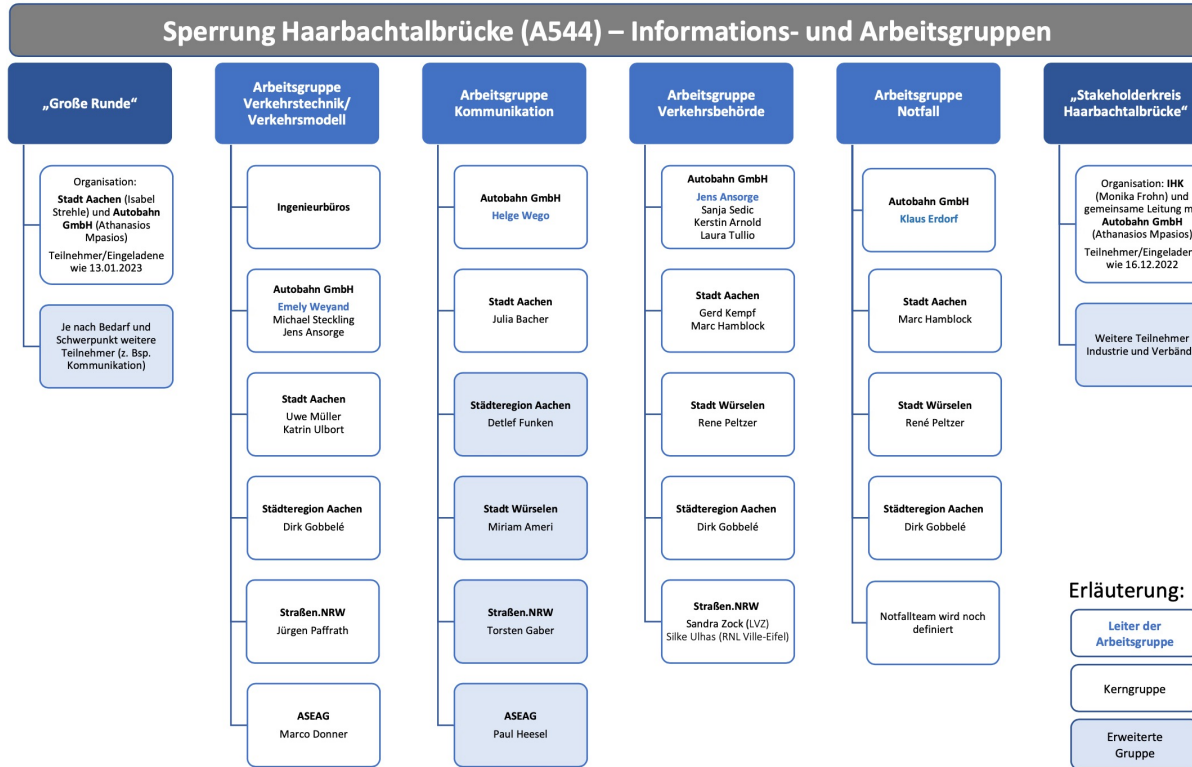 Sperrung Haarbachtalbrücke (A544) – Informations- und Arbeitsgruppen
„Große Runde“
Organisation:
Stadt Aachen (Isabel
Strehle) und Autobahn
GmbH (Athanasios
Mpasios)
Teilnehmer/Eingeladene
wie 13.01.2023
Je nach Bedarf und
Schwerpunkt weitere
Teilnehmer (z. Bsp.
Kommunikation)
Arbeitsgruppe
Verkehrstechnik/
Verkehrsmodell
Ingenieurbüros
Autobahn GmbH
Emely Weyand
Michael Steckling
Jens Ansorge
Stadt Aachen
Uwe Müller
Katrin Ulbort
Städteregion Aachen
Dirk Gobbelé
Straßen.NRW
Jürgen Paffrath
ASEAG
Marco Donner
Arbeitsgruppe
Kommunikation
Autobahn GmbH
Helge Wego
Stadt Aachen
Julia Bacher
Städteregion Aachen
Detlef Funken
Stadt Würselen
Miriam Ameri
Straßen.NRW
Torsten Gaber
ASEAG
Paul Heesel
Arbeitsgruppe
Verkehrsbehörde
Autobahn GmbH
Jens Ansorge
Sanja Sedic
Kerstin Arnold
Laura Tullio
Stadt Aachen
Gerd Kempf
Marc Hamblock
Stadt Würselen
Rene Peltzer
Städteregion Aachen
Dirk Gobbelé
Straßen.NRW
Sandra Zock (LVZ)
Silke Ulhas (RNL Ville-Eifel)
Arbeitsgruppe
Notfall
Autobahn GmbH
Klaus Erdorf
Stadt Aachen
Marc Hamblock
Stadt Würselen
René Peltzer
Städteregion Aachen
Dirk Gobbelé
Notfallteam wird noch
definiert
„Stakeholderkreis
Haarbachtalbrücke“
Organisation: IHK
(Monika Frohn) und
gemeinsame Leitung m
Autobahn GmbH
(Athanasios Mpasios)
Teilnehmer/Eingeladen
wie 16.12.2022
Weitere Teilnehmer
Industrie und Verbänd
Erläuterung:
Leiter der
Arbeitsgruppe
Kerngruppe
Erweiterte
Gruppe